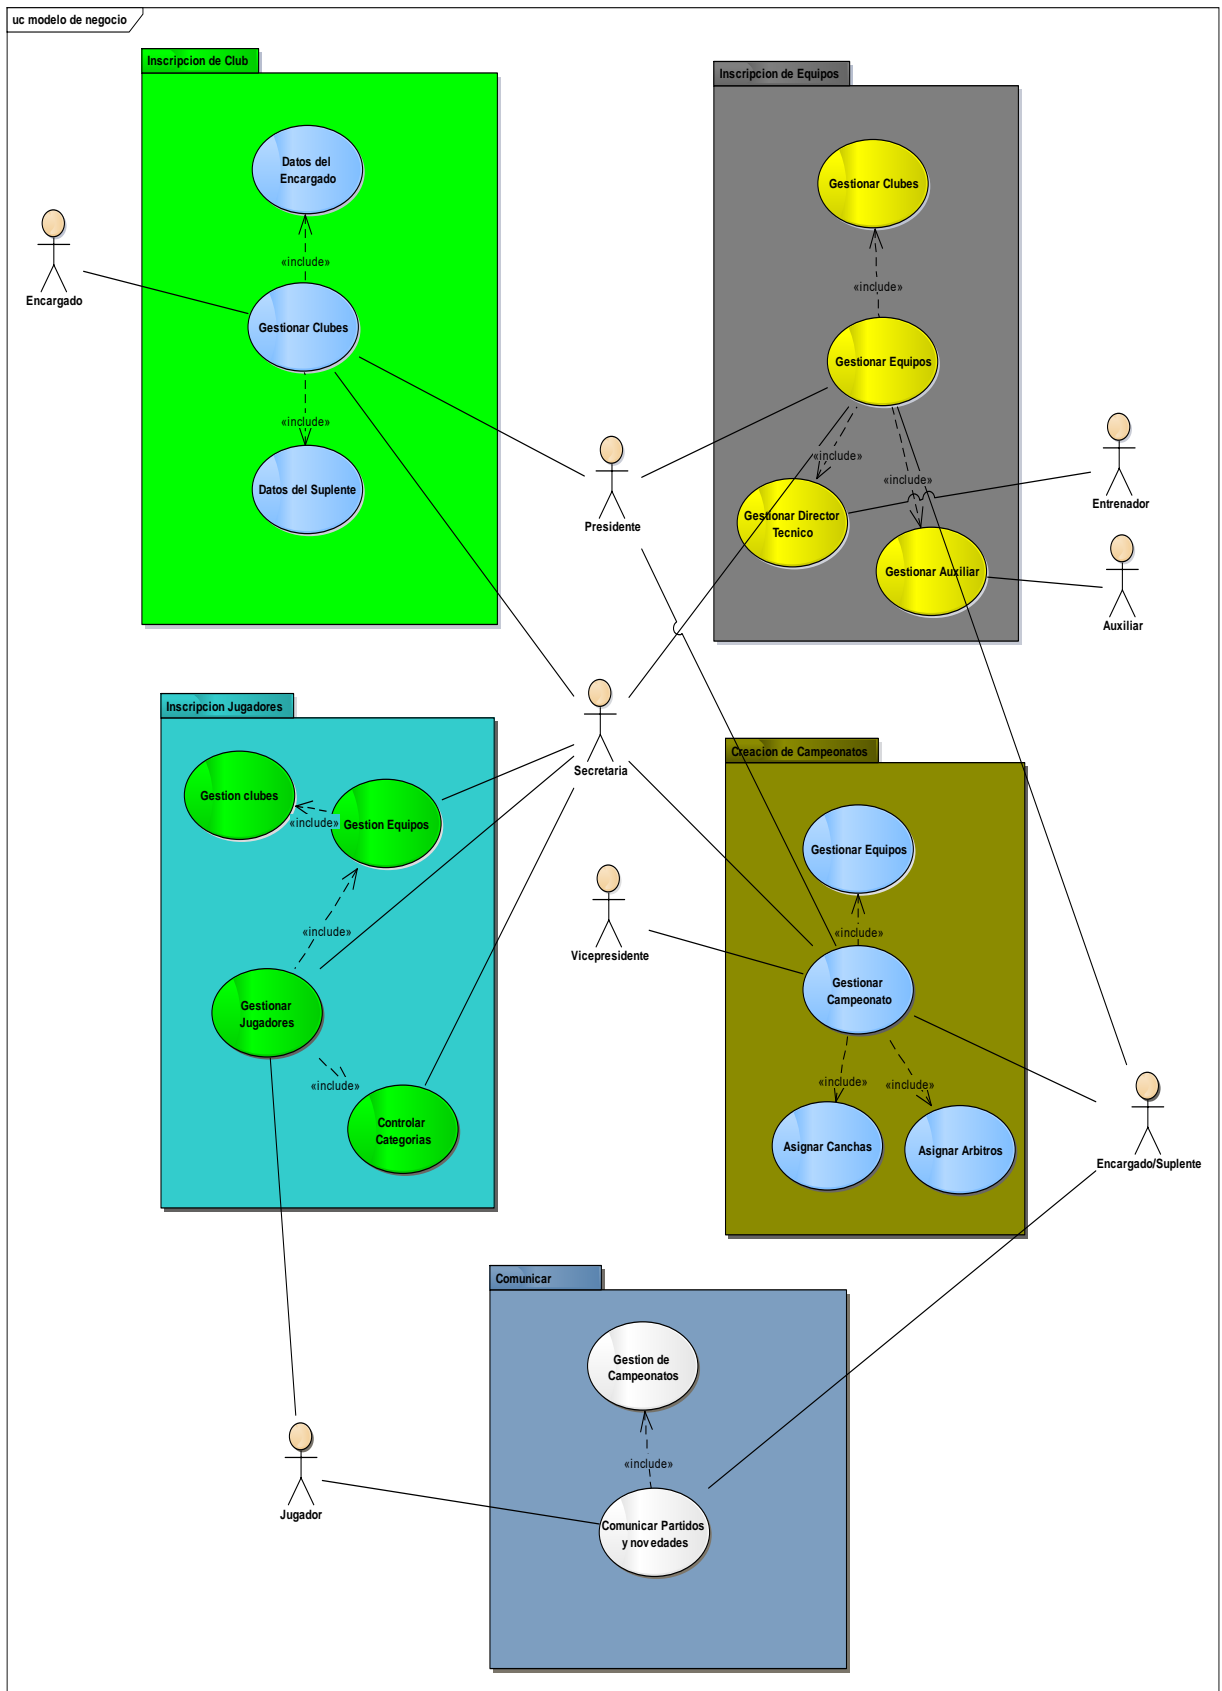 uc modelo de negocio
Inscripcion de Club
Datos del
Encargado
«include»
Gestionar Clubes
«include»
Datos del Suplente
Encargado
Inscripcion de Equipos
Gestionar Clubes
«include»
Gestionar Equipos
«include»
«include»
Gestionar Director
Tecnico
Gestionar Auxiliar
Presidente
Entrenador
Auxiliar
Inscripcion Jugadores
Gestion clubes
«include»
Gestion Equipos
«include»
Gestionar
Jugadores
«include»
Controlar
Categorias
Secretaria
Vicepresidente
Creacion de Campeonatos
Gestionar Equipos
«include»
Gestionar
Campeonato
«include»
«include»
Asignar Canchas
Asignar Arbitros
Encargado/Suplente
Comunicar
Gestion de
Campeonatos
«include»
Comunicar Partidos
y novedades
Jugador